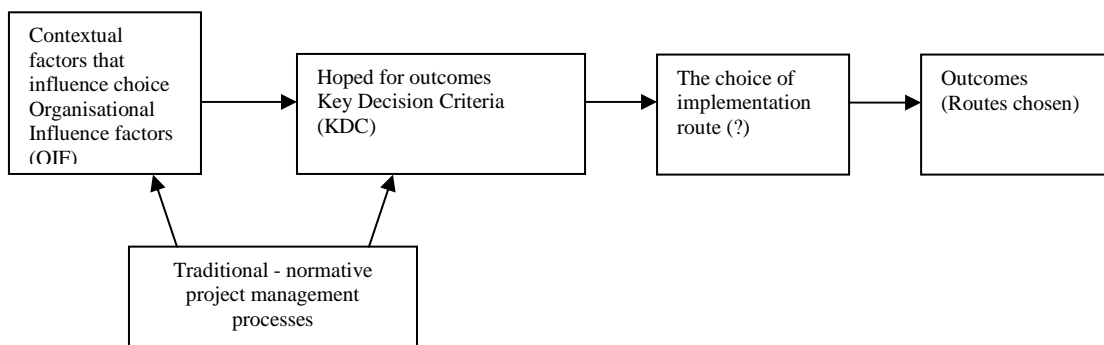 Contextual
factors that
influence choice
Organisational
Influence factors
(OIF)
Hoped for outcomes
Key Decision Criteria
(KDC)
The choice of
implementation
route (?)
Outcomes
(Routes chosen)
Traditional - normative
project management
processes